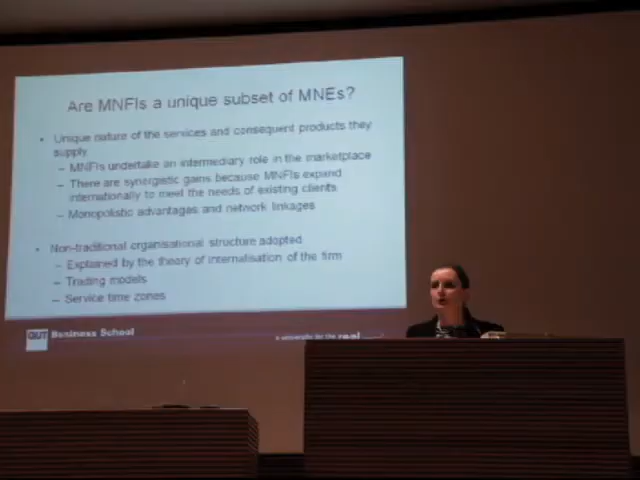 Are MNFIs a unique subset of MNEs?
• Unique nature of the services and consequent products they
supply
– MNFIs undertake an intermediary role in the marketplace
– There are synergistic gains because MNFIs expand
internationally to meet the needs of existing clients
– Monopolistic advantages and network linkages
• Non-traditional organisational structure adopted
– Explained by the theory of internalisation of the firm
– Trading models
– Service time zones
QUT Business School
a university for the real